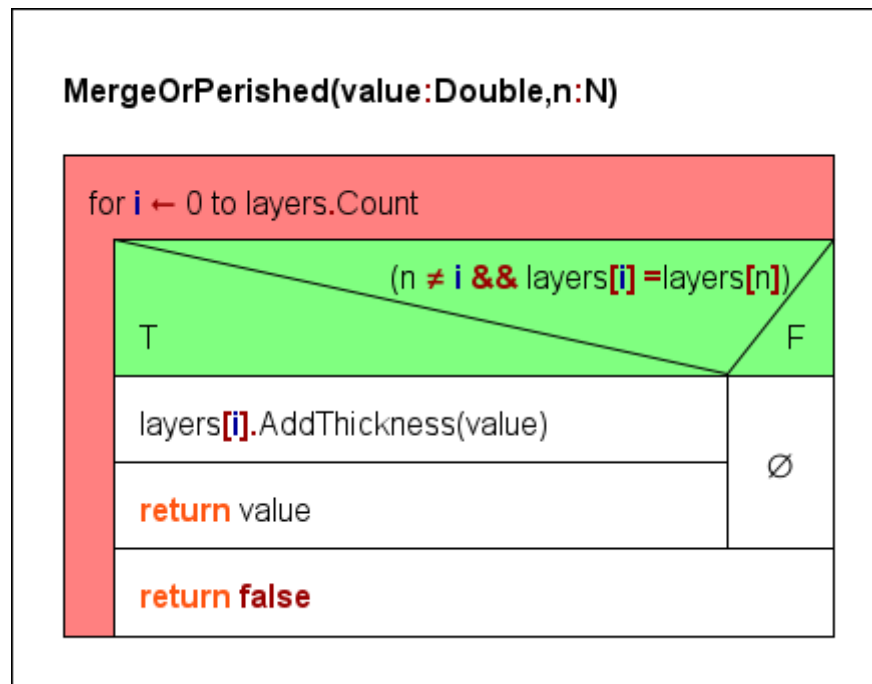 MergeOrPerished(value:Double,n:N)
for i ← 0 to layers.Count
(n ≠ i && layers[i] =layers[n])
T
F
layers[i].AddThickness(value)
∅
return value
return false